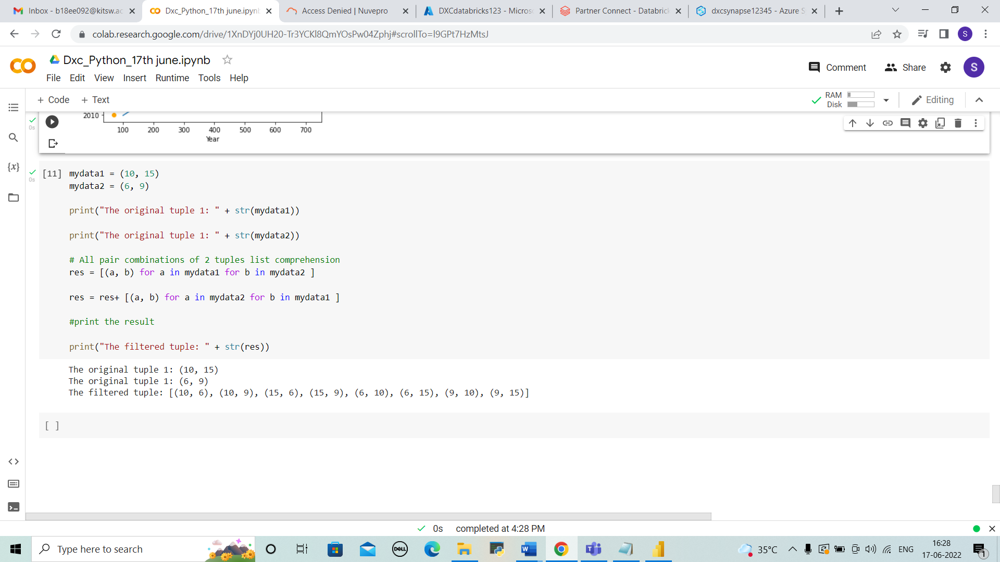 Inbox - b18ee092@kitsw.ac
Dxc_Python_17th june.ipynb
Access Denied | Nuvepro
DXCdatabricks123 - Micros
Partner Connect - Databrick
dxcsynapse12345 - Azure S
colab.research.google.com/drive/1XnDYj0UH20-Tr3YCKl8QmYOsPw04Zphj#scrollTo=l9GPt7HzMtsJ
S
Dxc_Python_17th june.ipynb
Comment
Share
S
File Edit View Insert Runtime Tools Help
+ Code + Text
RAM
Disk
Editing
0s
2010
100 200 300 400 500 600 700
Year
{x}
0s
[11] mydata1 = (10, 15)
mydata2 = (6, 9)
print("The original tuple 1: " + str(mydata1))
print("The original tuple 1: " + str(mydata2))
# All pair combinations of 2 tuples list comprehension
res = [(a, b) for a in mydata1 for b in mydata2 ]
res = res+ [(a, b) for a in mydata2 for b in mydata1 ]
#print the result
print("The filtered tuple: " + str(res))
The original tuple 1: (10, 15)
The original tuple 1: (6, 9)
The filtered tuple: [(10, 6), (10, 9), (15, 6), (15, 9), (6, 10), (6, 15), (9, 10), (9, 15)]
[ ]
0s completed at 4:28 PM
Type here to search
DELL
W
T
35°C
ENG
16:28
17-06-2022
1